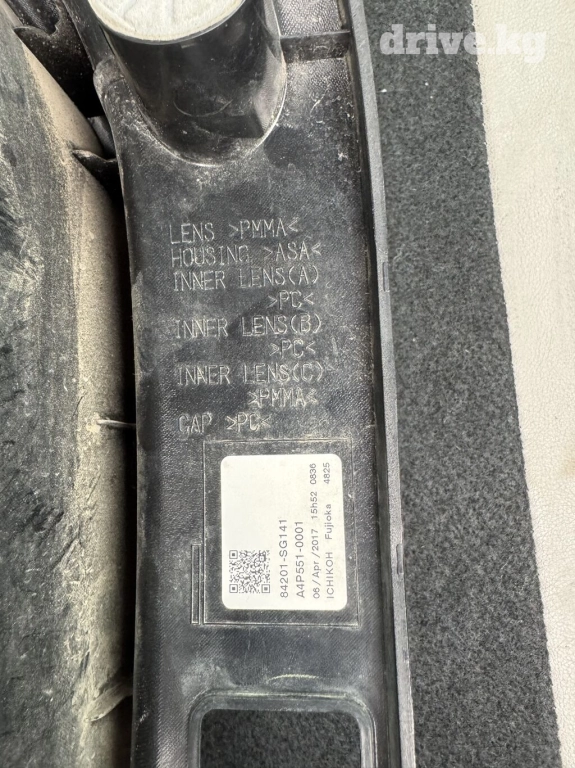 drive.kg
LENS >PMMA<
HOUSING >ASA<
INNER LENS(A)
>PC<
INNER LENS(B)
>PC<
INNER LENS(C)
>PMMA<
CAP >PC<
84201-SG141
A4P551-0001
06/Apr/2017 15h52 0836
ICHIKOH Fujioka 4825